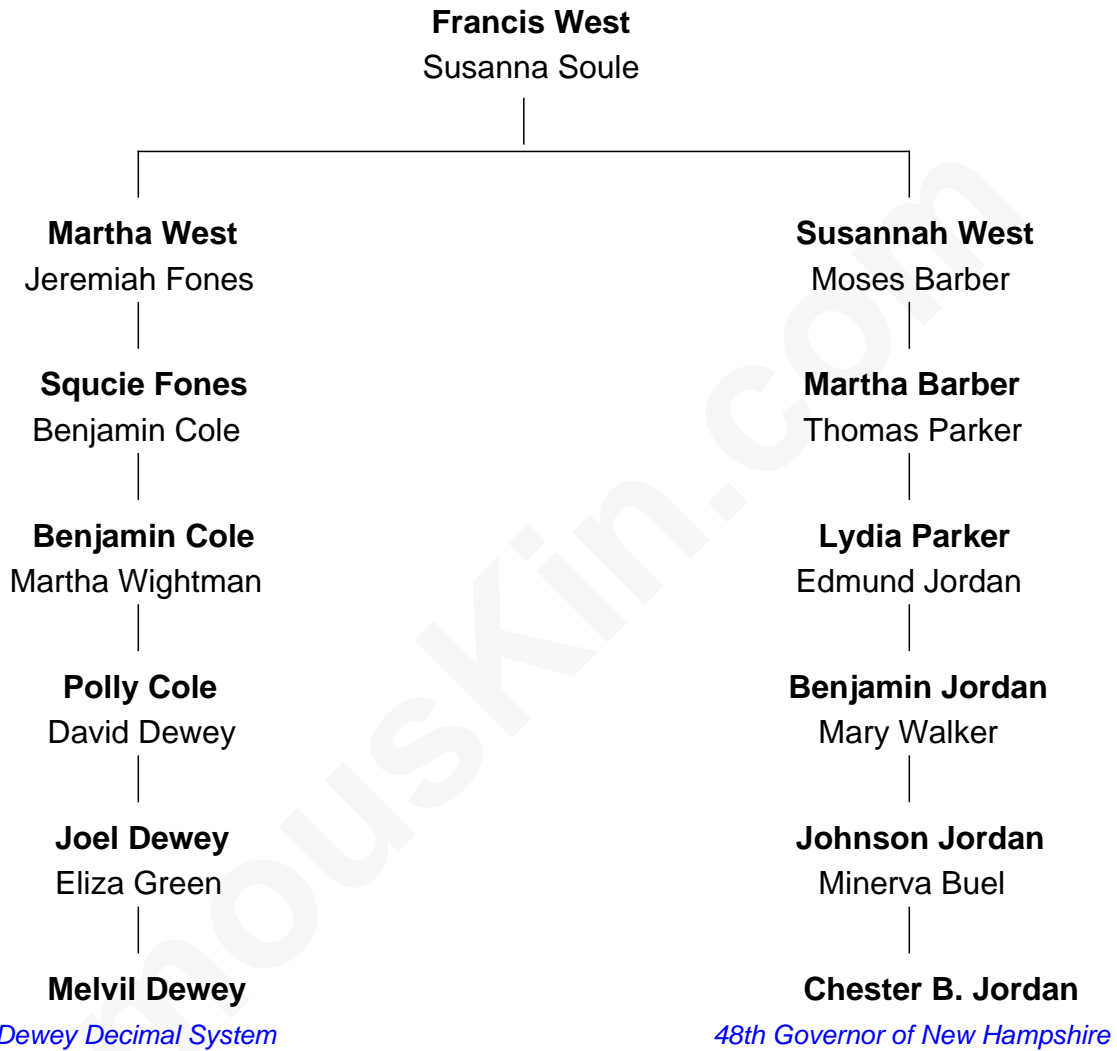 Francis West
Susanna Soule
Martha West
Jeremiah Fones
Susannah West
Moses Barber
Squcie Fones
Benjamin Cole
Martha Barber
Thomas Parker
Benjamin Cole
Martha Wightman
Lydia Parker
Edmund Jordan
Polly Cole
David Dewey
Benjamin Jordan
Mary Walker
Joel Dewey
Eliza Green
Johnson Jordan
Minerva Buel
Melvil Dewey
Dewey Decimal System
Chester B. Jordan
48th Governor of New Hampshire
mousKin.com